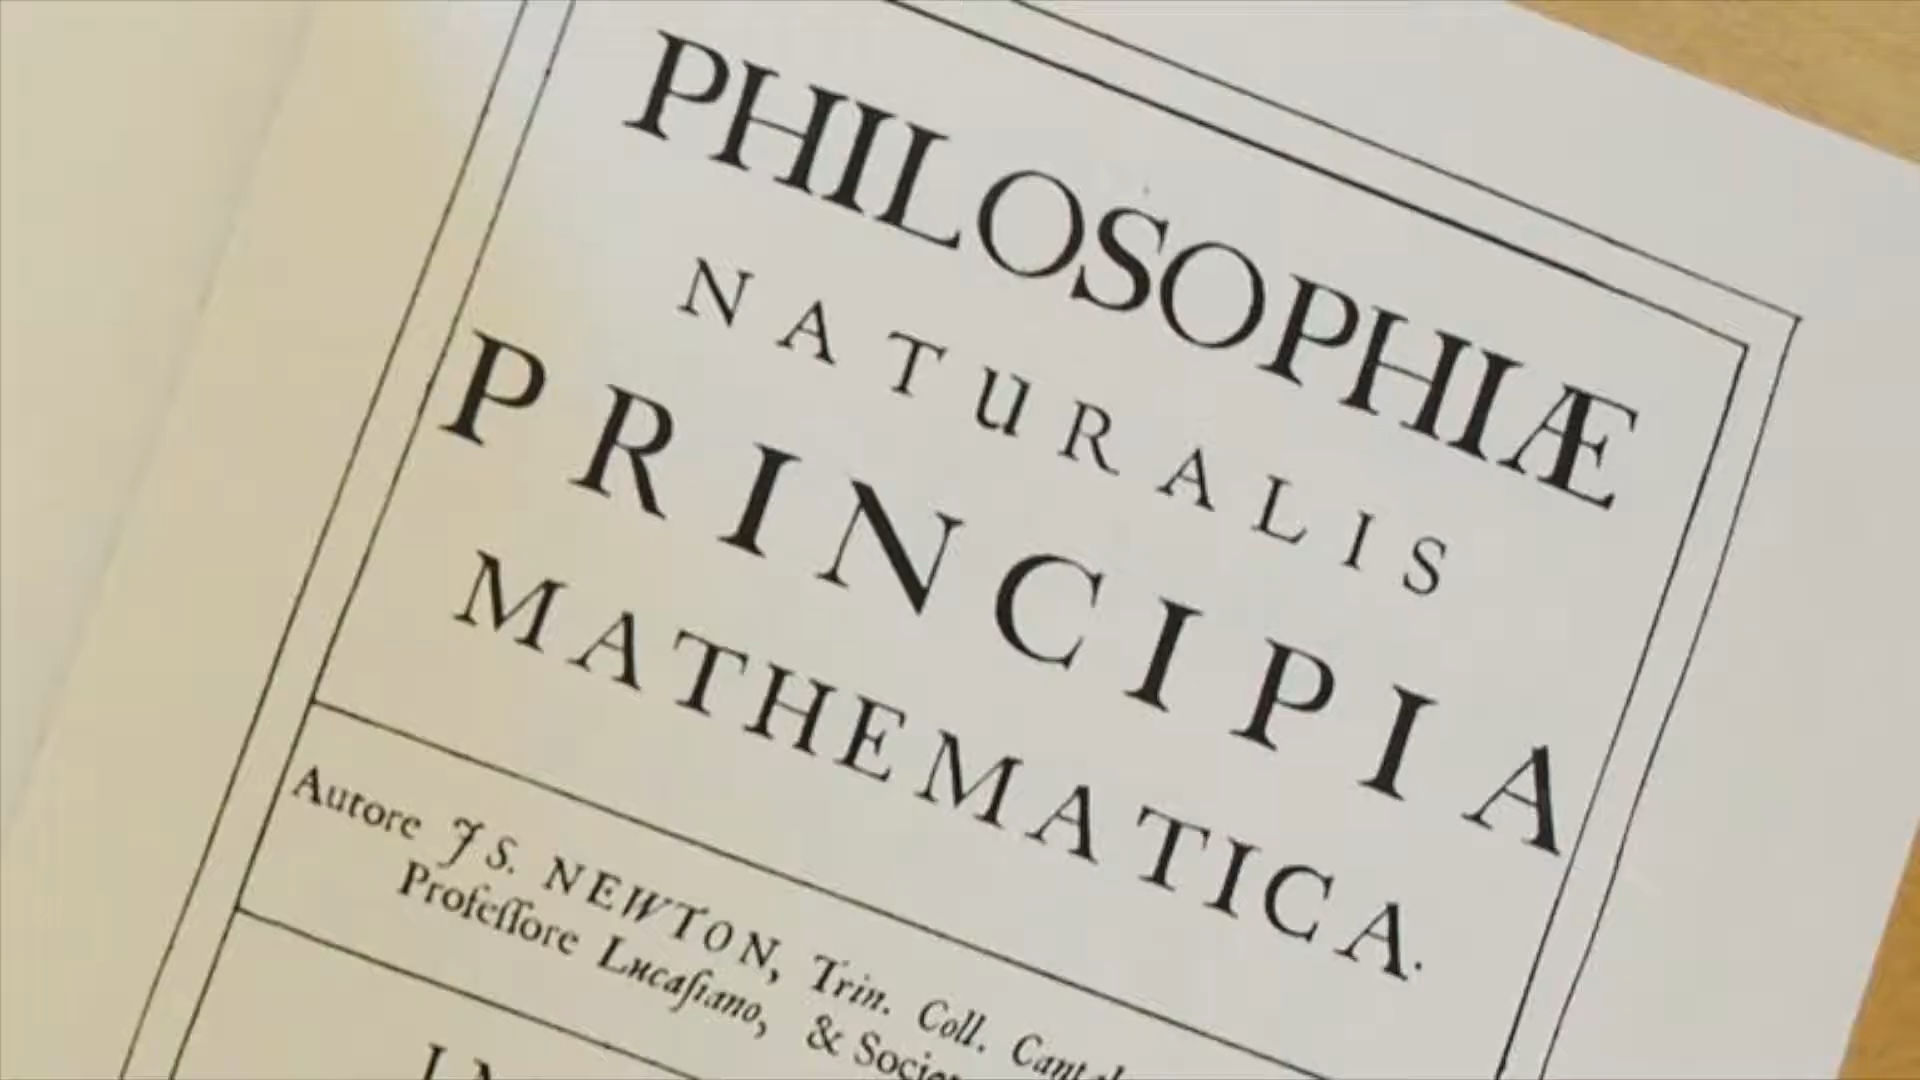 PHILOSOPHIÆ
NATURALIS
PRINCIPIA
MATHEMATICA.
Autore JS. NEWTON, Trin. Coll.
Profeſſore Lucaſiano, &